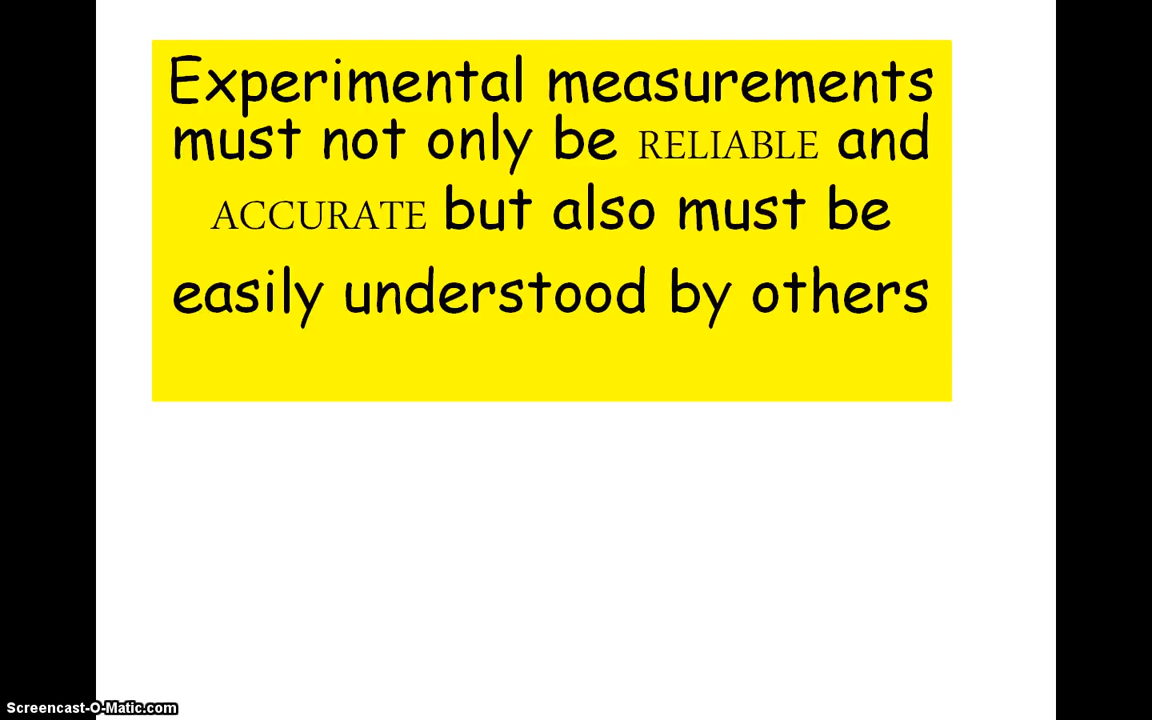 Experimental measurements
must not only be RELIABLE and
ACCURATE but also must be
easily understood by others
Screencast-O-Matic.com